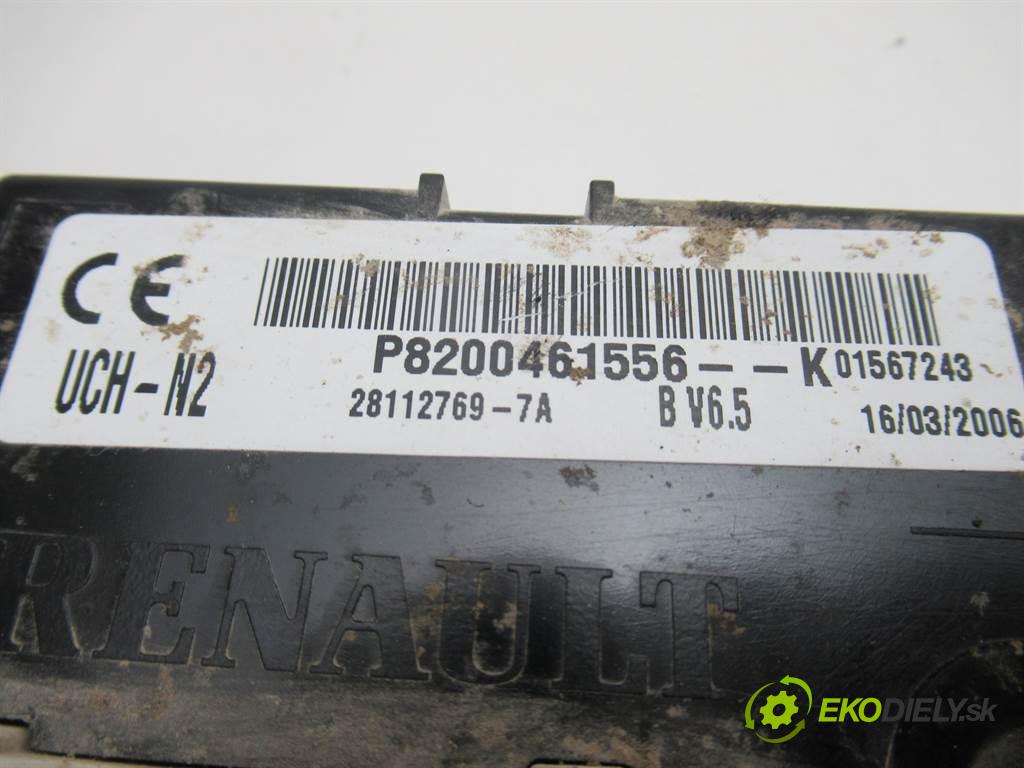 CE
P8200461556--K 01567243
UCH-N2 28112769-7A B V6.5 16/03/2006
RENAULT
EKODIELY.sk